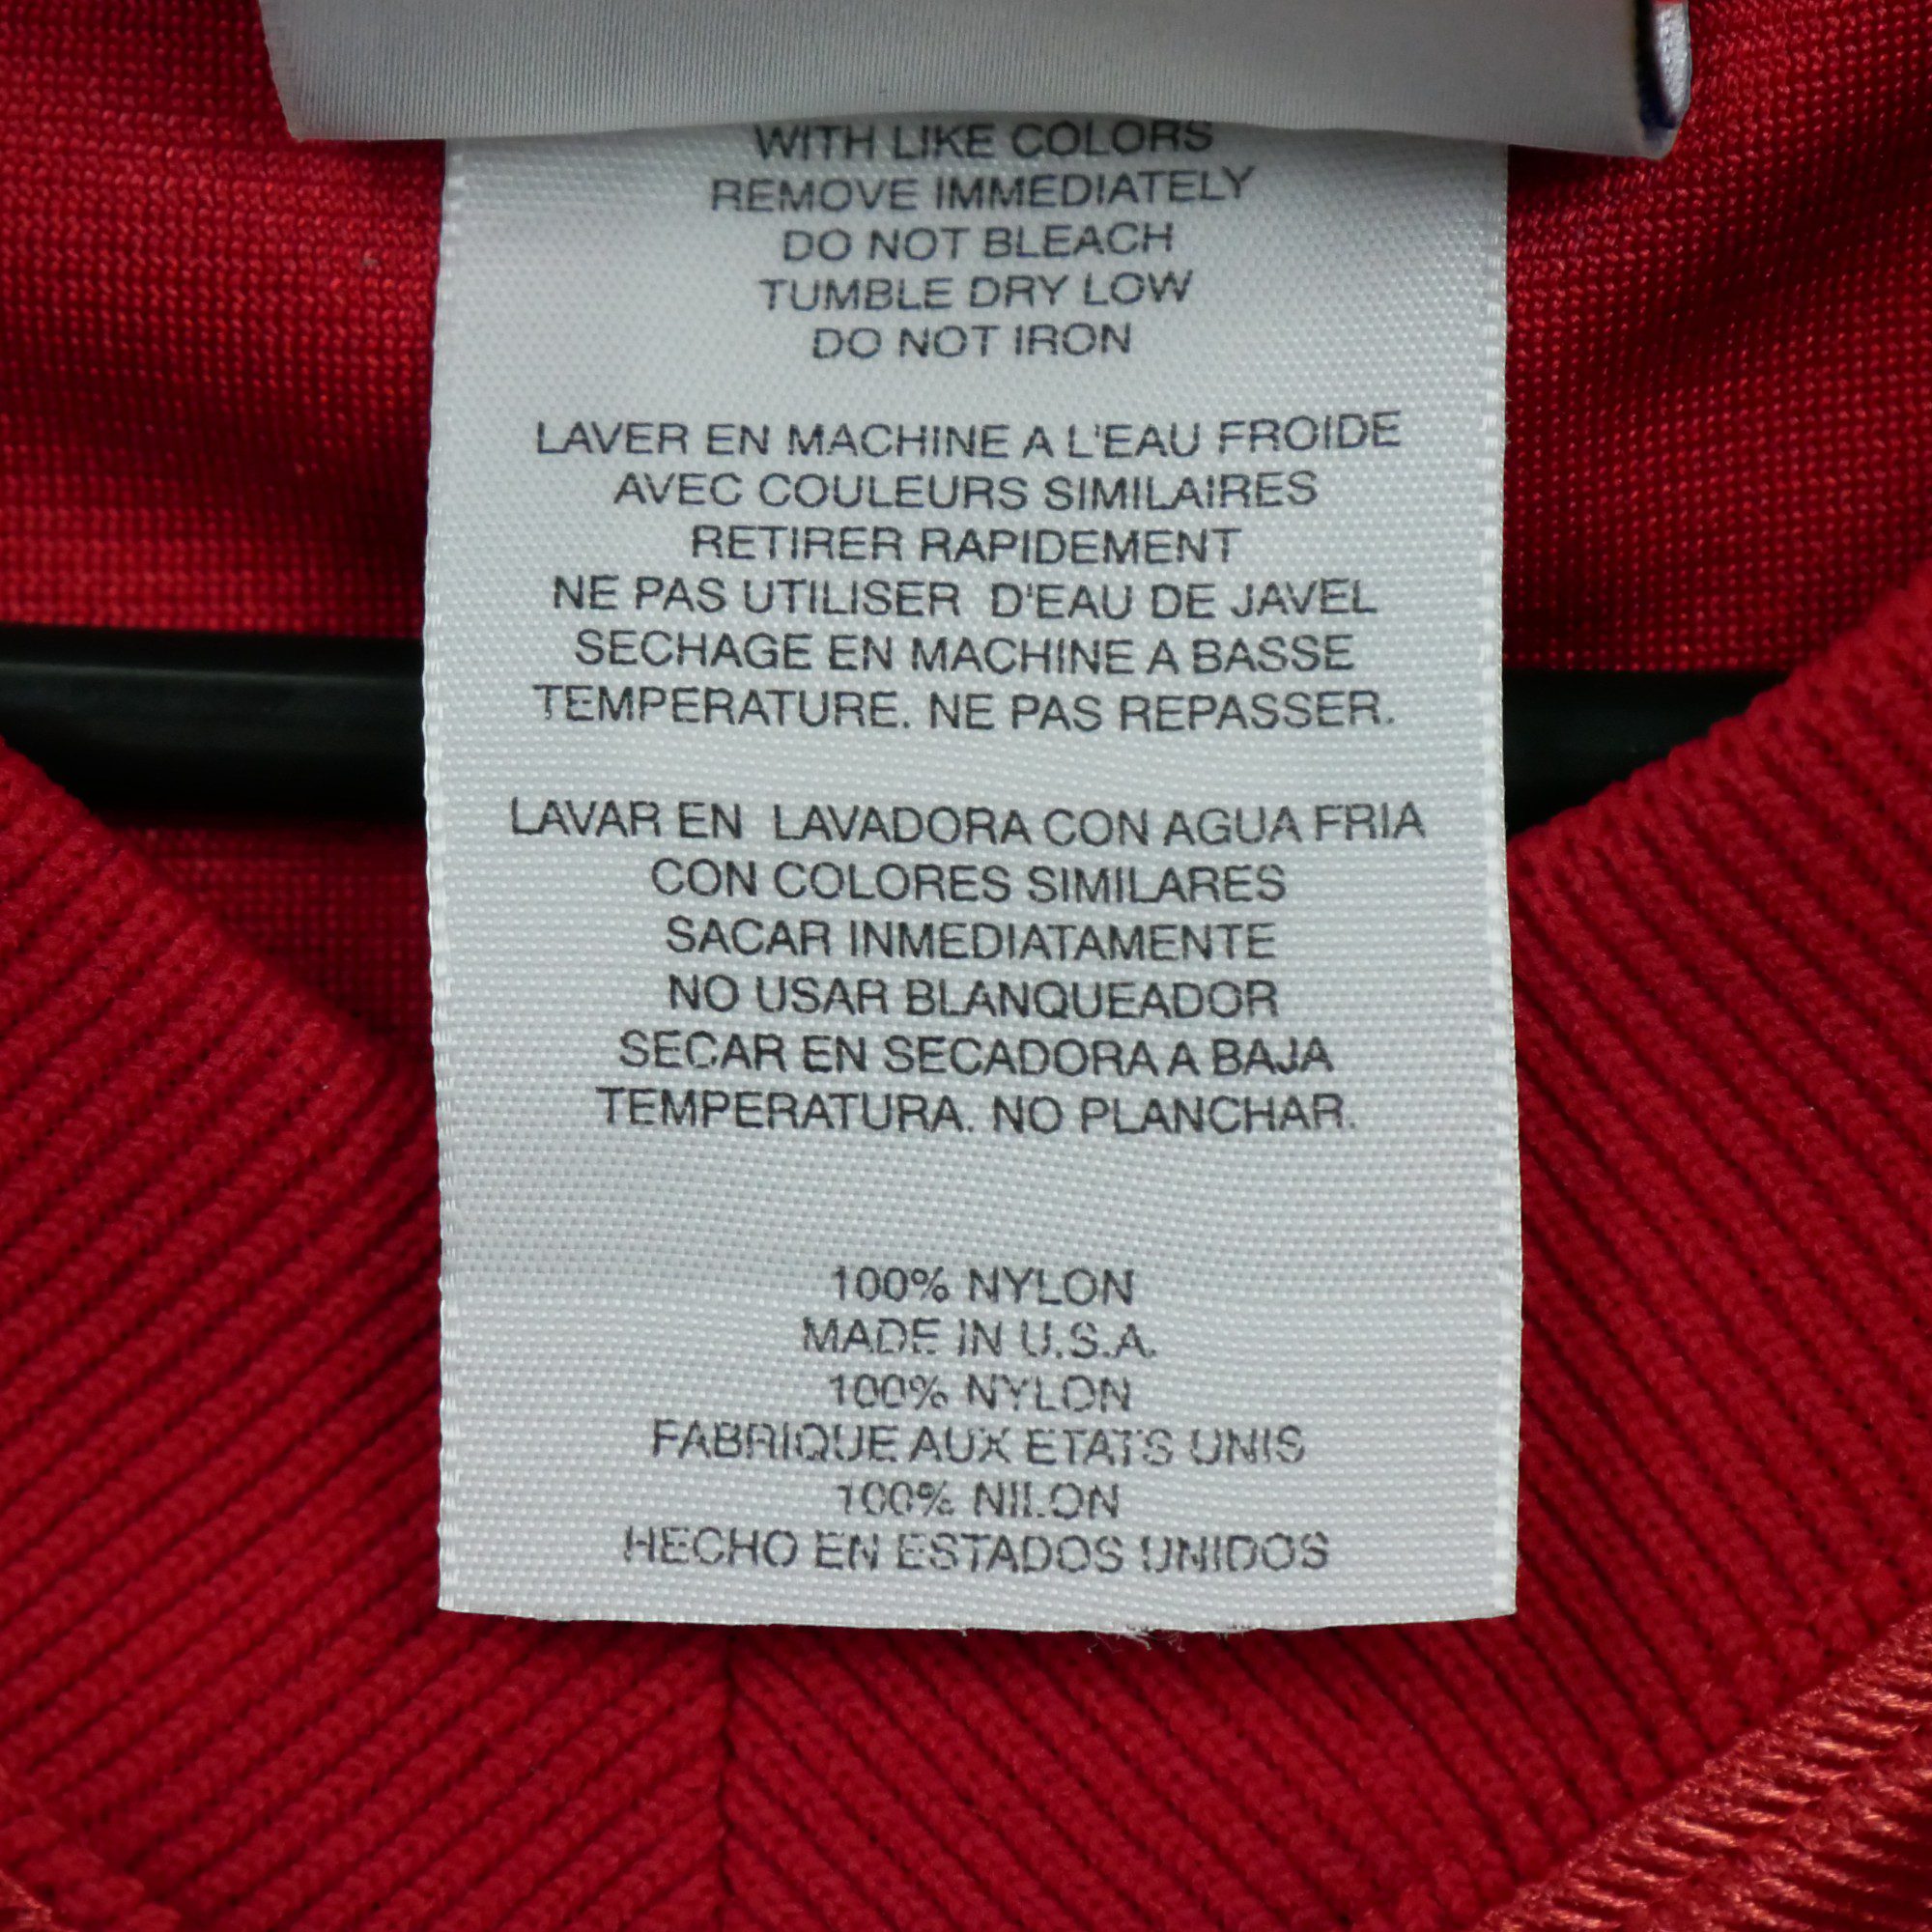 WITH LIKE COLORS
REMOVE IMMEDIATELY
DO NOT BLEACH
TUMBLE DRY LOW
DO NOT IRON
LAVER EN MACHINE A L'EAU FROIDE
AVEC COULEURS SIMILAIRES
RETIRER RAPIDEMENT
NE PAS UTILISER D'EAU DE JAVEL
SECHAGE EN MACHINE A BASSE
TEMPERATURE. NE PAS REPASSER.
LAVAR EN LAVADORA CON AGUA FRIA
CON COLORES SIMILARES
SACAR INMEDIATAMENTE
NO USAR BLANQUEADOR
SECAR EN SECADORA A BAJA
TEMPERATURA. NO PLANCHAR.
100% NYLON
MADE IN U.S.A.
100% NYLON
FABRIQUE AUX ETATS UNIS
100% NILON
HECHO EN ESTADOS UNIDOS